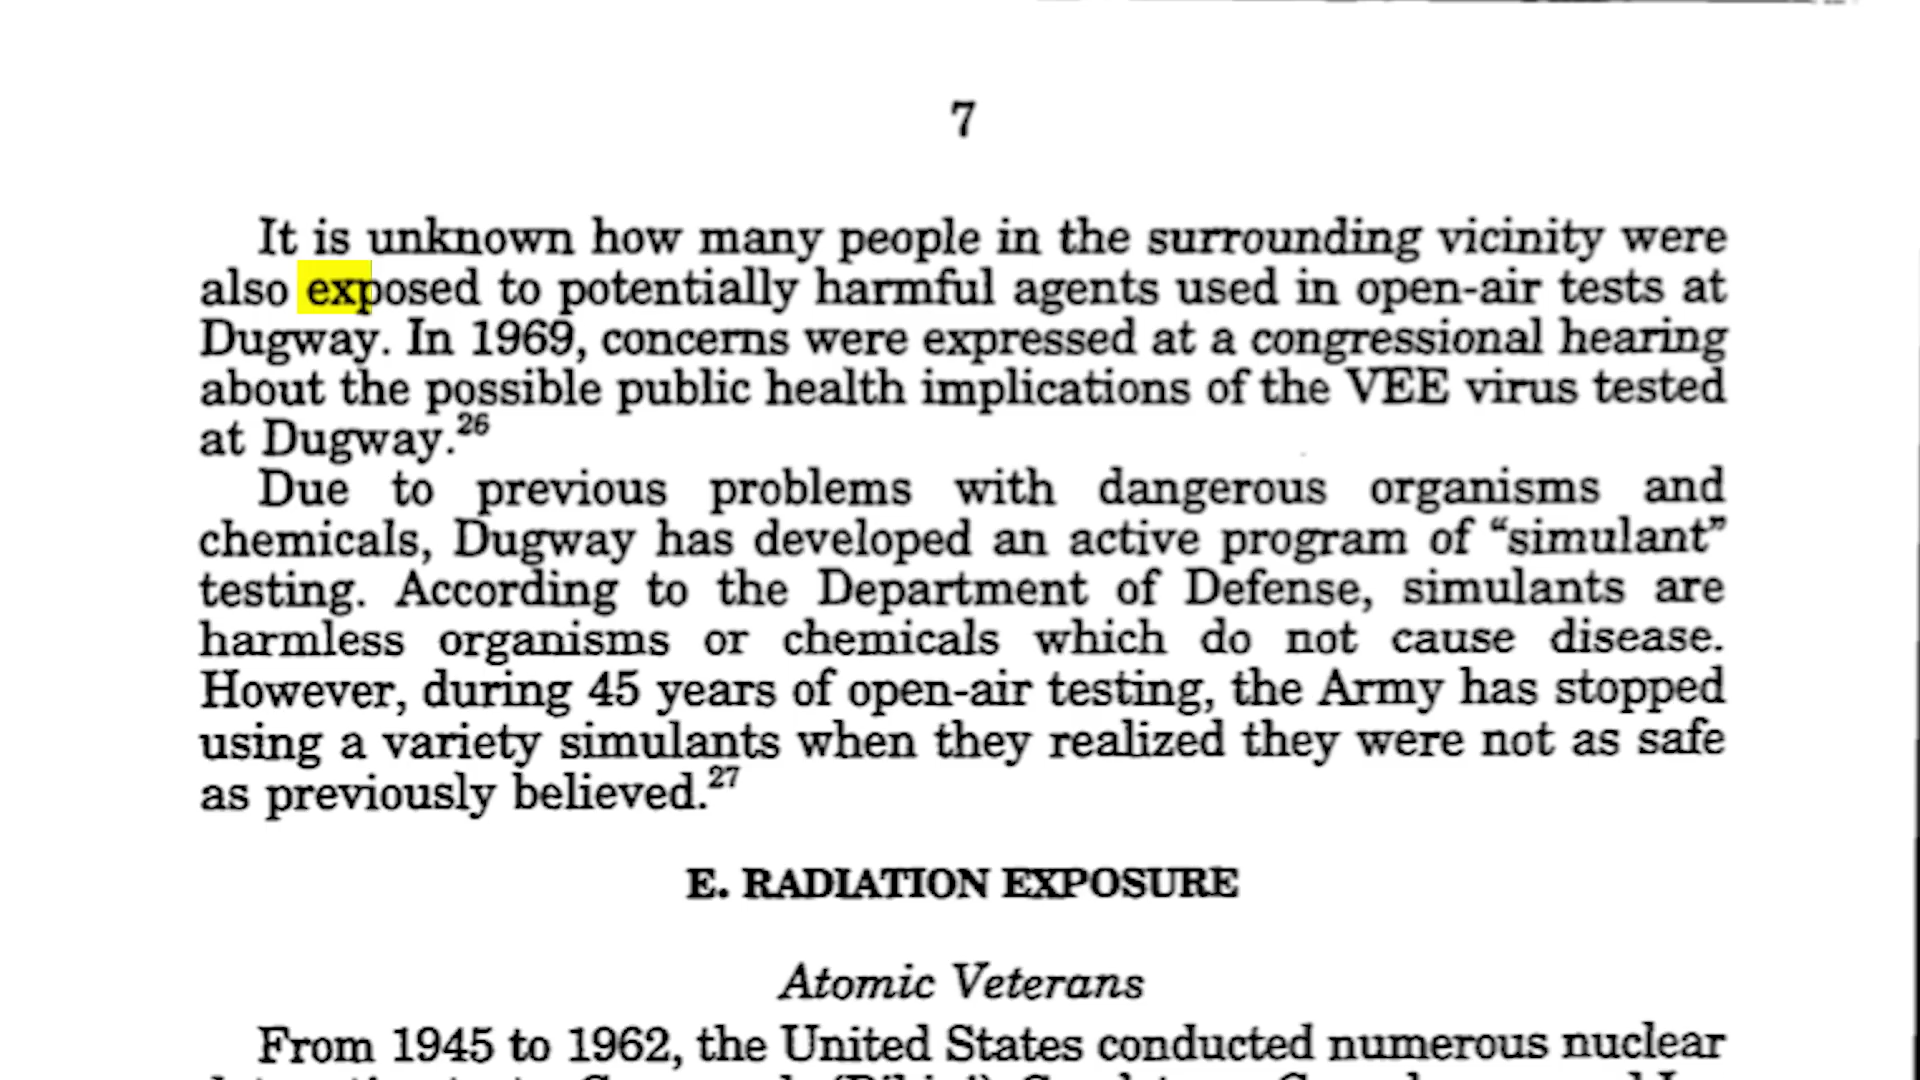 7
It is unknown how many people in the surrounding vicinity were
also exposed to potentially harmful agents used in open-air tests at
Dugway. In 1969, concerns were expressed at a congressional hearing
about the possible public health implications of the VEE virus tested
at Dugway.26
Due to previous problems with dangerous organisms and
chemicals, Dugway has developed an active program of “simulant”
testing. According to the Department of Defense, simulants are
harmless organisms or chemicals which do not cause disease.
However, during 45 years of open-air testing, the Army has stopped
using a variety simulants when they realized they were not as safe
as previously believed.27
E. RADIATION EXPOSURE
Atomic Veterans
From 1945 to 1962, the United States conducted numerous nuclear